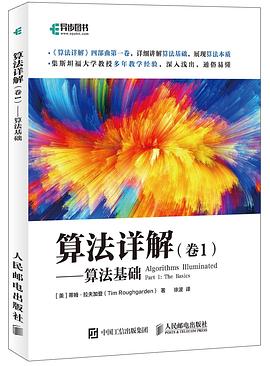 异步图书
www.epubit.com
·《算法详解》四部曲第一卷，详细讲解算法基础，展现算法本质
·集斯坦福大学教授多年教学经验，深入浅出，通俗易懂
算法详解（卷1）
——算法基础
Algorithms Illuminated
Part 1: The Basics
[美] 蒂姆·拉夫加登（Tim Roughgarden） 著
徐波 译
中国工信出版集团
人民邮电出版社
POSTS & TELECOM PRESS
算法详解（卷1）——算法基础
人民邮电出版社